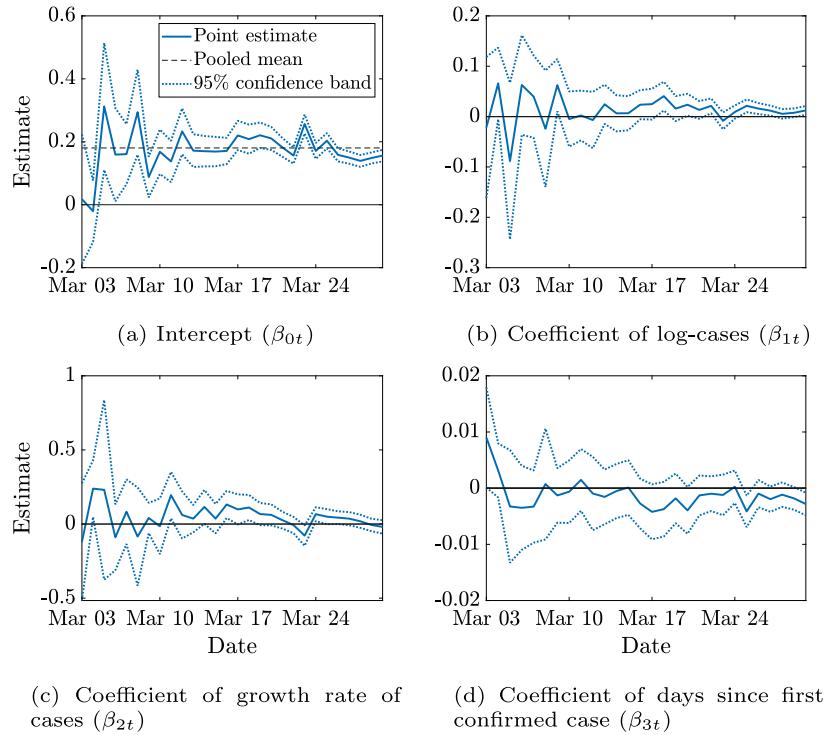 0.6
0.4
0.2
0
-0.2
Estimate
Point estimate
Pooled mean
95% confidence band
Mar 03 Mar 10 Mar 17 Mar 24
(a) Intercept (β0t)
0.2
0.1
0
-0.1
-0.2
-0.3
Mar 03 Mar 10 Mar 17 Mar 24
(b) Coefficient of log-cases (β1t)
1
0.5
0
-0.5
Estimate
Mar 03 Mar 10 Mar 17 Mar 24
Date
(c) Coefficient of growth rate of
cases (β2t)
0.02
0.01
0
-0.01
-0.02
Mar 03 Mar 10 Mar 17 Mar 24
Date
(d) Coefficient of days since first
confirmed case (β3t)